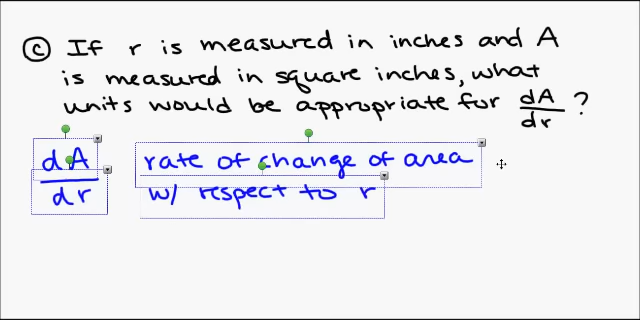 © If r is measured in inches and A
is measured in square inches, what
units would be appropriate for dA/dr ?
dA/dr rate of change of area
w/ respect to r